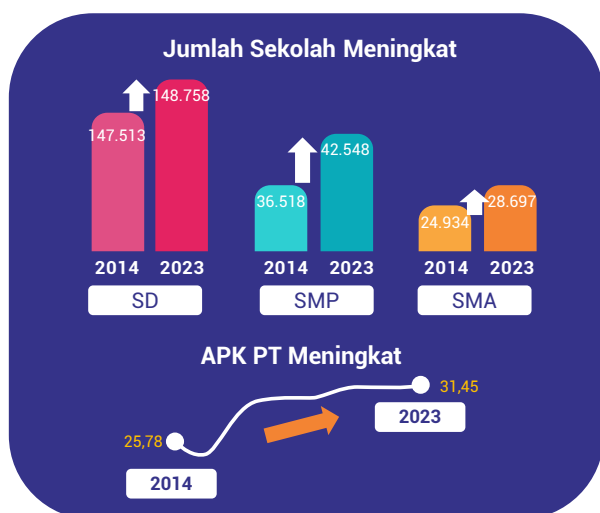 Jumlah Sekolah Meningkat
147.513
148.758
2014 2023
SD
36.518
42.548
2014 2023
SMP
24.934
28.697
2014 2023
SMA
APK PT Meningkat
25,78
2014
31,45
2023